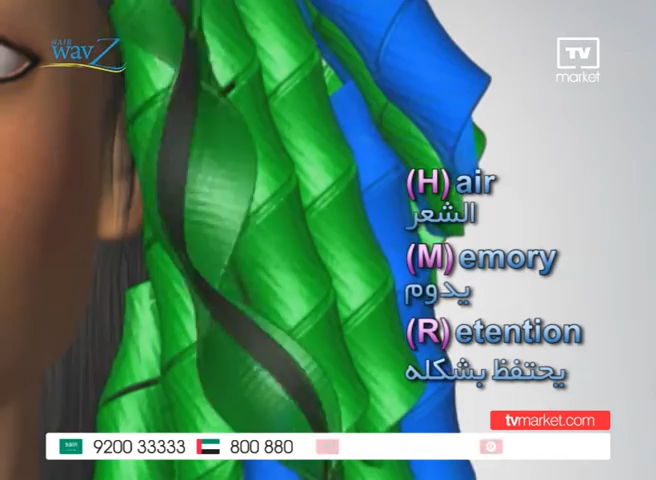 HAIR
wavZ
TV
market
(H)air
الشعر
(M)emory
يدوم
(R)etention
يحتفظ بشكله
tvmarket.com
9200 33333 800 880